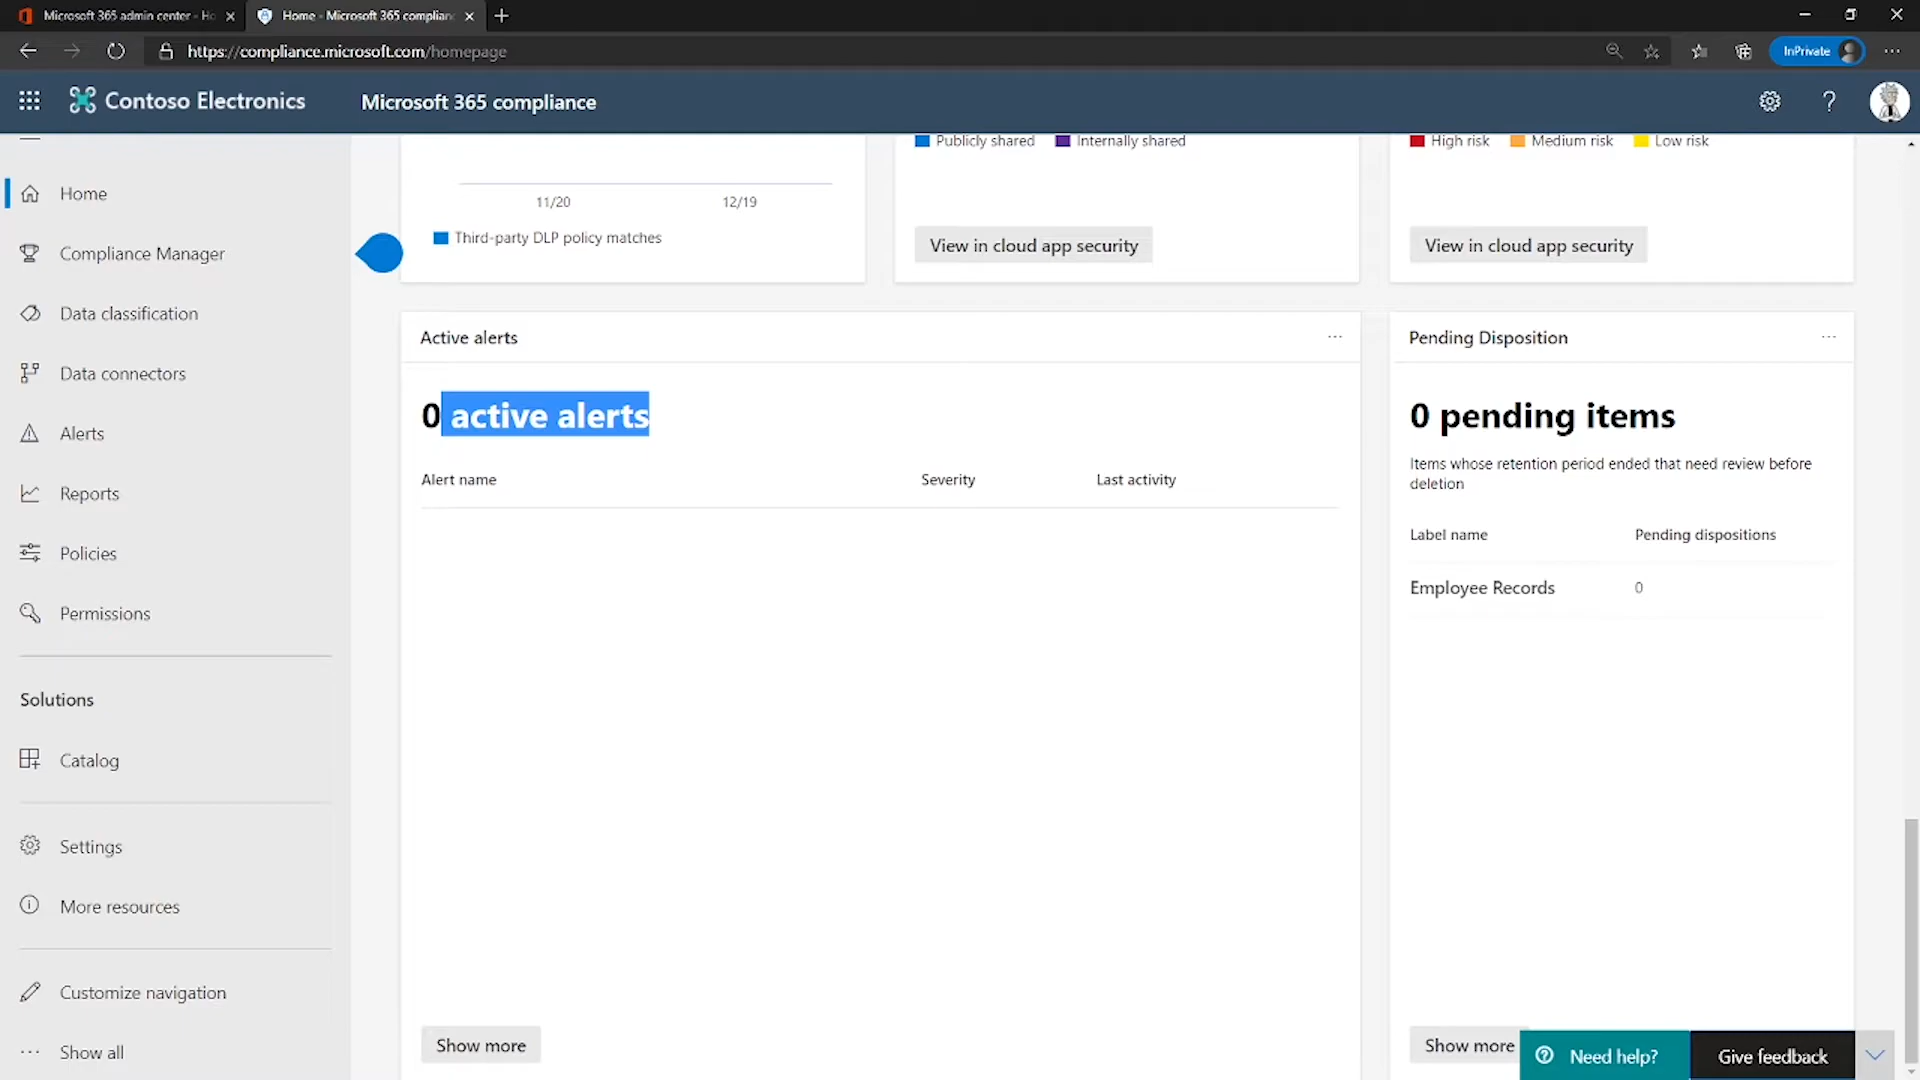 Microsoft 365 admin center - Ho
Home - Microsoft 365 complian
https://compliance.microsoft.com/homepage
InPrivate
Contoso Electronics
Microsoft 365 compliance
Home
Compliance Manager
Data classification
Data connectors
Alerts
Reports
Policies
Permissions
Solutions
Catalog
Settings
More resources
Customize navigation
Show all
11/20 12/19
Third-party DLP policy matches
Publicly shared Internally shared
View in cloud app security
High risk Medium risk Low risk
View in cloud app security
Active alerts
0 active alerts
Alert name Severity Last activity
Show more
Pending Disposition
0 pending items
Items whose retention period ended that need review before
deletion
Label name Pending dispositions
Employee Records 0
Show more
Need help?
Give feedback